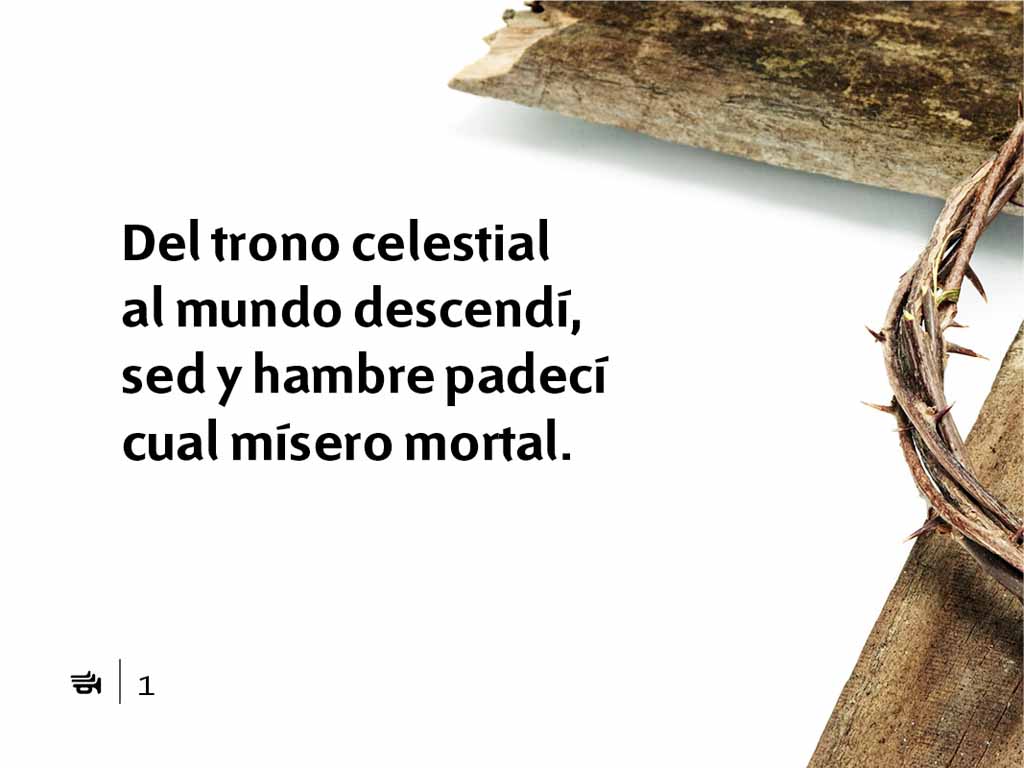 Del trono celestial
al mundo descendí,
sed y hambre padecí
cual mísero mortal.
1